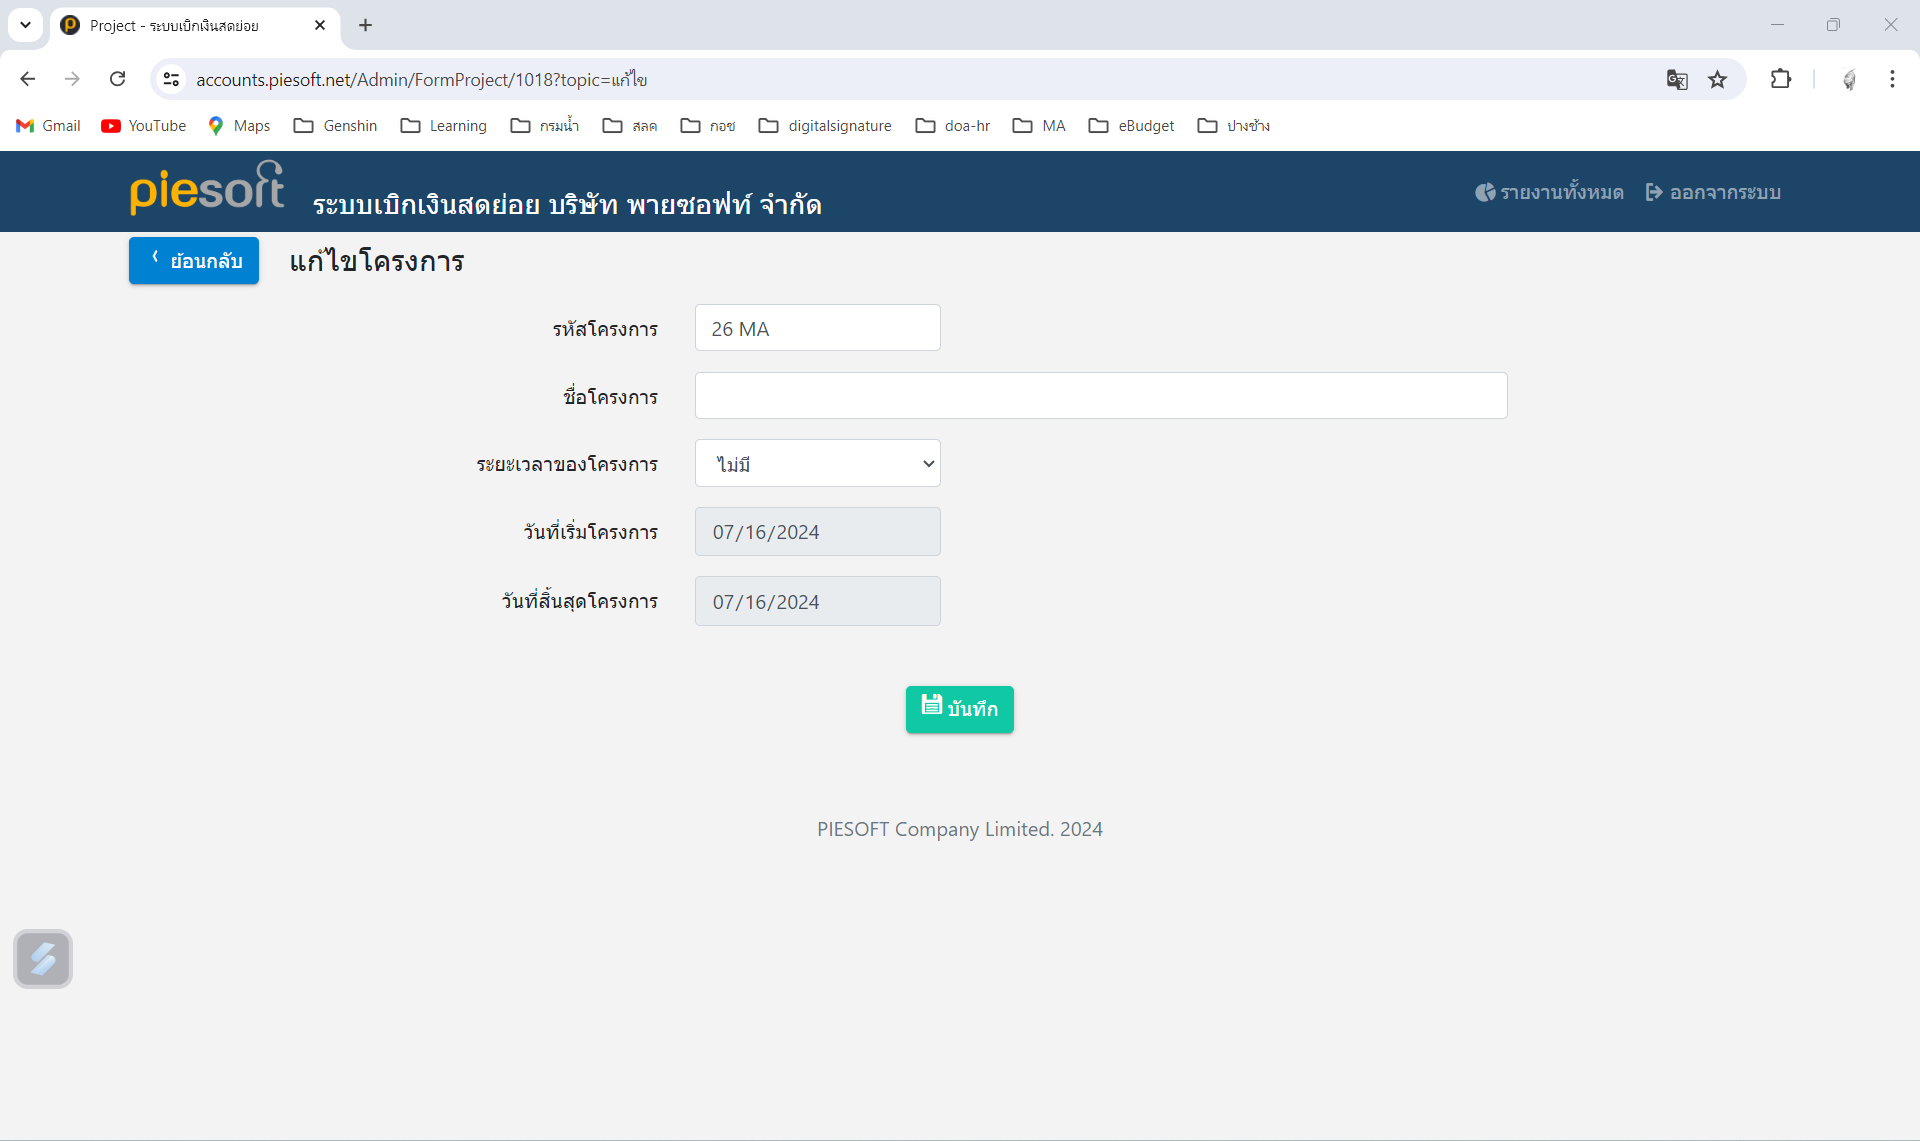 Project - ระบบเบิกเงินสดย่อย
accounts.piesoft.net/Admin/FormProject/1018?topic=แก้ไข
Gmail YouTube Maps Genshin Learning กรมน้ำ สลค กอช digitalsignature doa-hr MA eBudget ปางช้าง
piesoft ระบบเบิกเงินสดย่อย บริษัท พายซอฟท์ จำกัด รายงานทั้งหมด ออกจากระบบ
ย้อนกลับ แก้ไขโครงการ
รหัสโครงการ 26 MA
ชื่อโครงการ
ระยะเวลาของโครงการ ไม่มี
วันที่เริ่มโครงการ 07/16/2024
วันที่สิ้นสุดโครงการ 07/16/2024
บันทึก
PIESOFT Company Limited. 2024